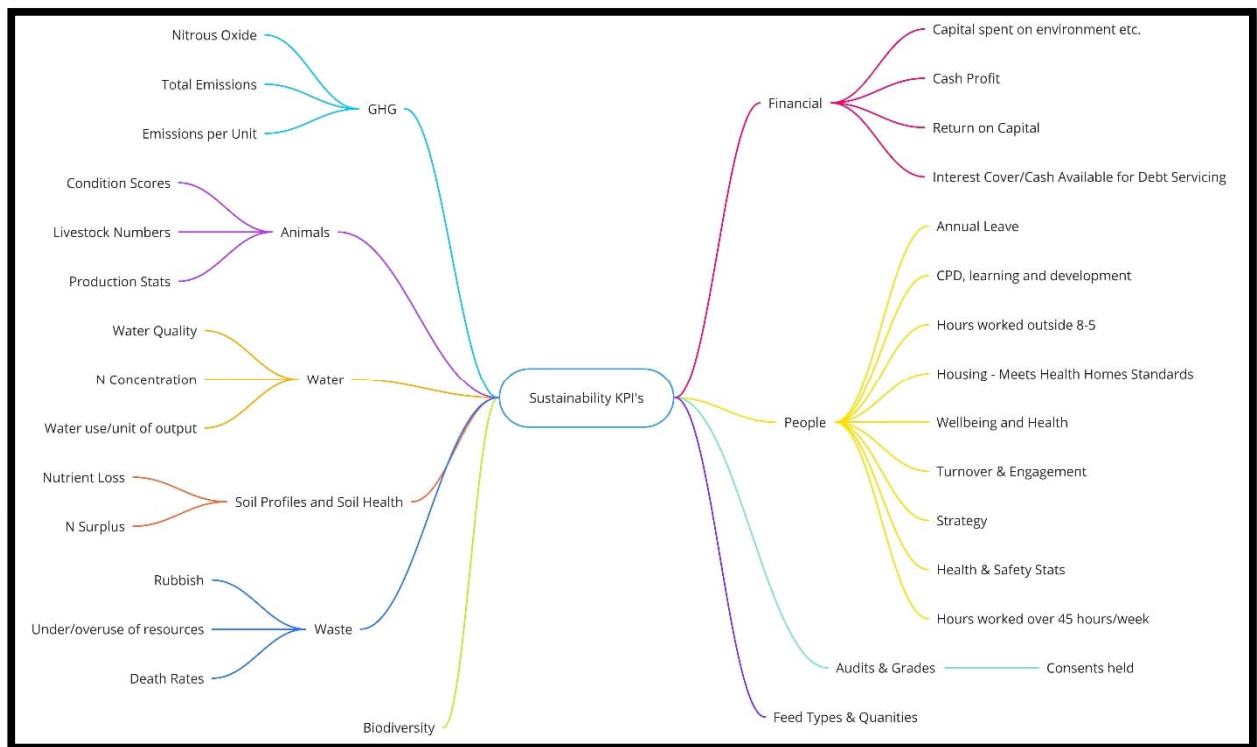 Sustainability KPI's
GHG
Nitrous Oxide
Total Emissions
Emissions per Unit
Animals
Condition Scores
Livestock Numbers
Production Stats
Water
Water Quality
N Concentration
Water use/unit of output
Soil Profiles and Soil Health
Nutrient Loss
N Surplus
Waste
Rubbish
Under/overuse of resources
Death Rates
Biodiversity
Financial
Capital spent on environment etc.
Cash Profit
Return on Capital
Interest Cover/Cash Available for Debt Servicing
People
Annual Leave
CPD, learning and development
Hours worked outside 8-5
Housing - Meets Health Homes Standards
Wellbeing and Health
Turnover & Engagement
Strategy
Health & Safety Stats
Hours worked over 45 hours/week
Audits & Grades
Consents held
Feed Types & Quanities